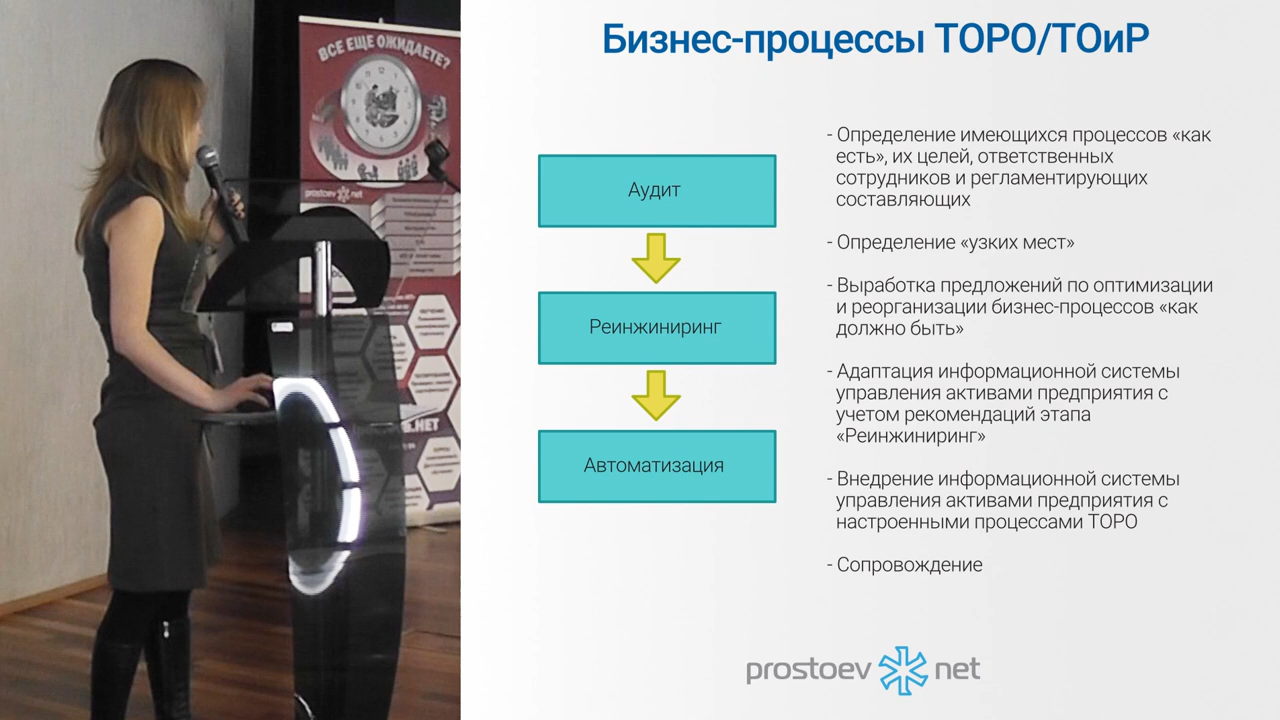 ВСЕ ЕЩЕ ОЖИДАЕТЕ?
prostoev net
Бизнес-процессы ТОРО/ТОиР
Аудит
Реинжиниринг
Автоматизация
- Определение имеющихся процессов «как
есть», их целей, ответственных
сотрудников и регламентирующих
составляющих
- Определение «узких мест»
- Выработка предложений по оптимизации
и реорганизации бизнес-процессов «как
должно быть»
- Адаптация информационной системы
управления активами предприятия с
учетом рекомендаций этапа
«Реинжиниринг»
- Внедрение информационной системы
управления активами предприятия с
настроенными процессами ТОРО
- Сопровождение
prostoev net